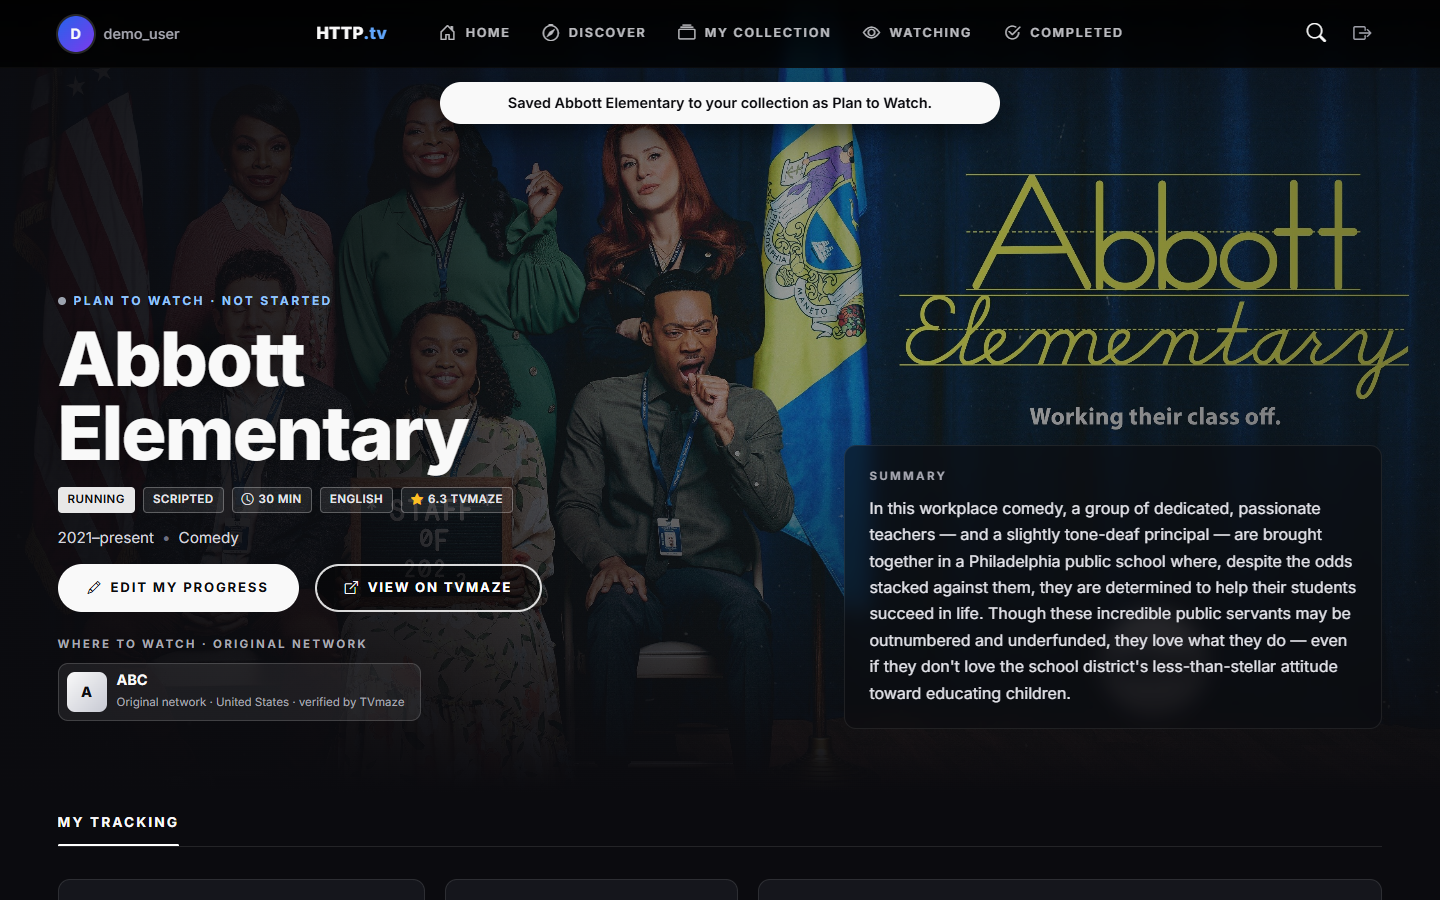 D demo_user
HTTP.tv
HOME
DISCOVER
MY COLLECTION
WATCHING
COMPLETED
Saved Abbott Elementary to your collection as Plan to Watch.
Abbott
Elementary
Working their class off.
PLAN TO WATCH · NOT STARTED
Abbott
Elementary
RUNNING
SCRIPTED
30 MIN
ENGLISH
6.3 TVMAZE
STAFF
OF
202
2021–present • Comedy
EDIT MY PROGRESS
VIEW ON TVMAZE
WHERE TO WATCH · ORIGINAL NETWORK
A
ABC
Original network · United States · verified by TVmaze
SUMMARY
In this workplace comedy, a group of dedicated, passionate
teachers — and a slightly tone-deaf principal — are brought
together in a Philadelphia public school where, despite the odds
stacked against them, they are determined to help their students
succeed in life. Though these incredible public servants may be
outnumbered and underfunded, they love what they do — even
if they don't love the school district's less-than-stellar attitude
toward educating children.
MY TRACKING